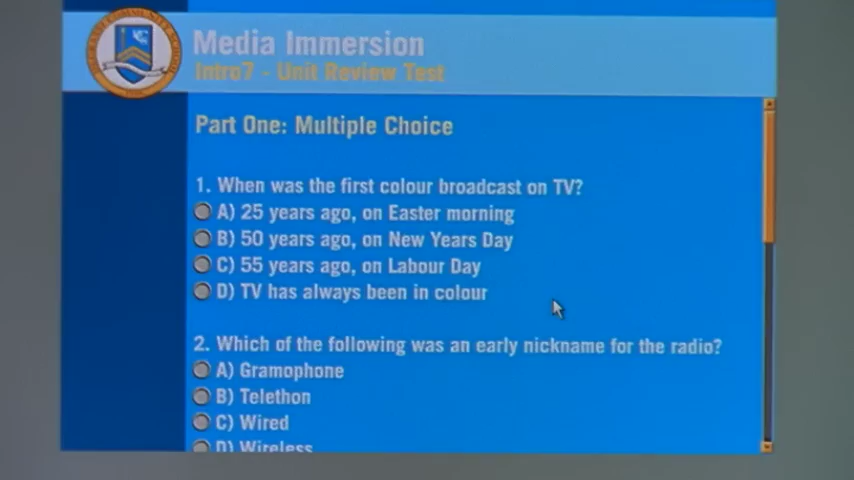 Media Immersion
Intro7 - Unit Review Test
Part One: Multiple Choice
1. When was the first colour broadcast on TV?
A) 25 years ago, on Easter morning
B) 50 years ago, on New Years Day
C) 55 years ago, on Labour Day
D) TV has always been in colour
2. Which of the following was an early nickname for the radio?
A) Gramophone
B) Telethon
C) Wired
D) Wireless